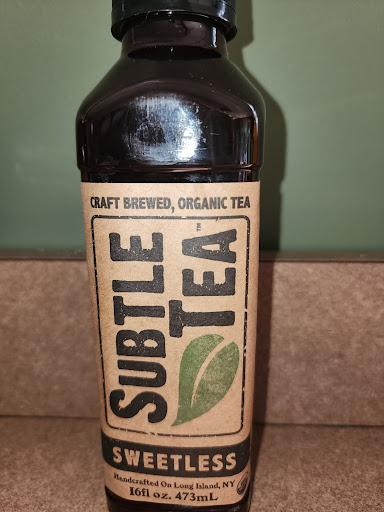 CRAFT BREWED, ORGANIC TEA
SUBTLE
TEA™
SWEETLESS
Handcrafted On Long Island, NY
16fl oz. 473mL